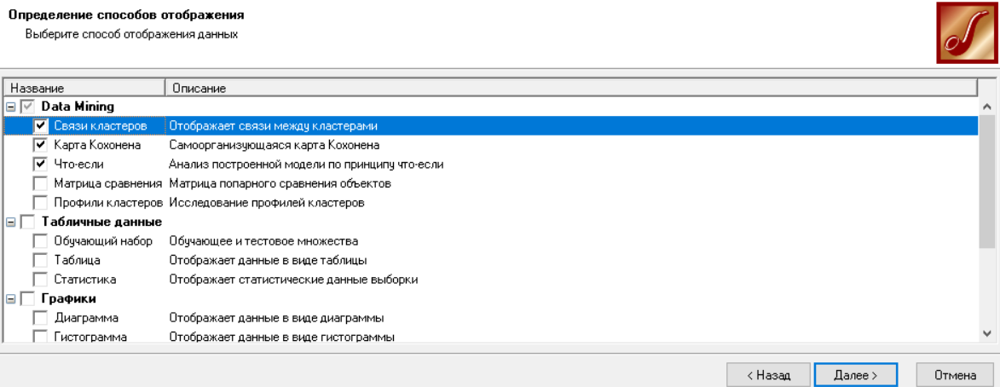 Определение способов отображения
Выберите способ отображения данных
Название Описание
Data Mining
Связи кластеров Отображает связи между кластерами
Карта Кохонена Самоорганизующаяся карта Кохонена
Что-если Анализ построенной модели по принципу что-если
Матрица сравнения Матрица попарного сравнения объектов
Профили кластеров Исследование профилей кластеров
Табличные данные
Обучающий набор Обучающее и тестовое множества
Таблица Отображает данные в виде таблицы
Статистика Отображает статистические данные выборки
Графики
Диаграмма Отображает данные в виде диаграммы
Гистограмма Отображает данные в виде гистограммы
< Назад Далее > Отмена